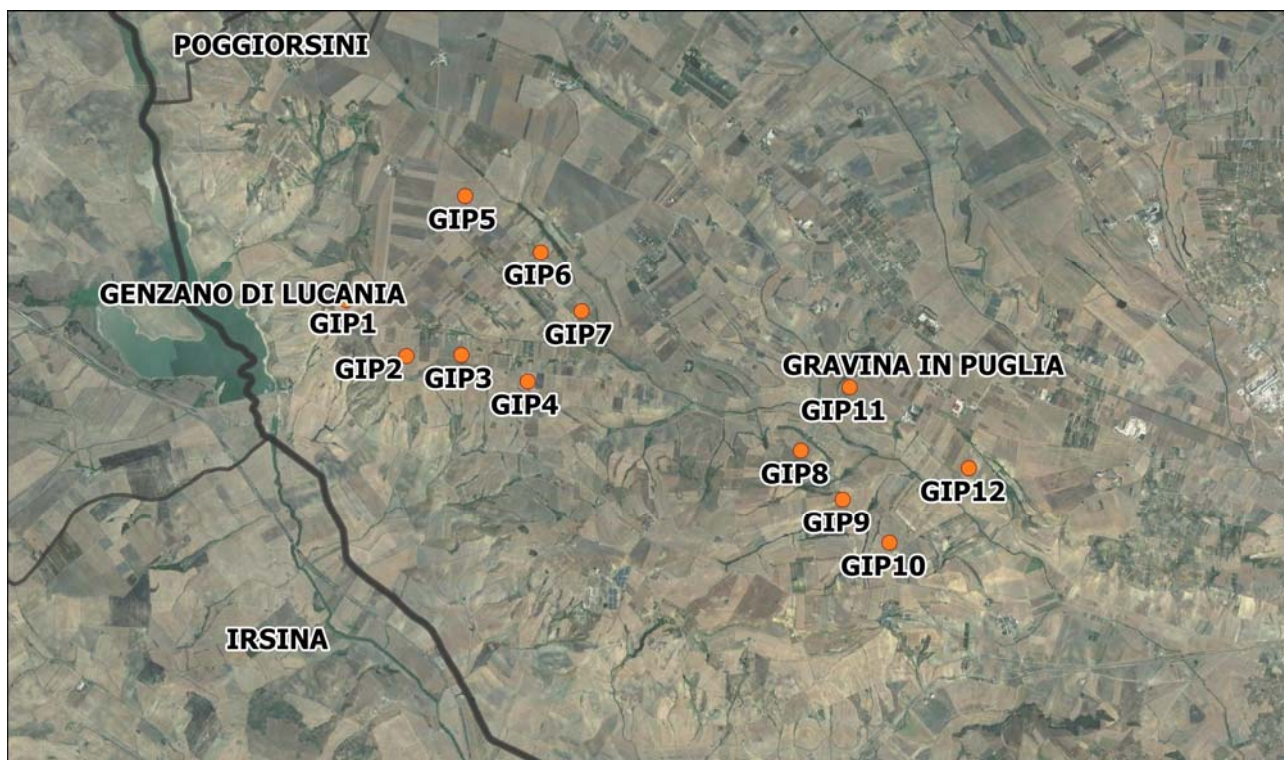 POGGIORSINI
GIP5
GIP6
GENZANO DI LUCANIA
GIP1
GIP7
GIP2
GIP3
GRAVINA IN PUGLIA
GIP4
GIP11
GIP8
GIP12
GIP9
GIP10
IRSINA